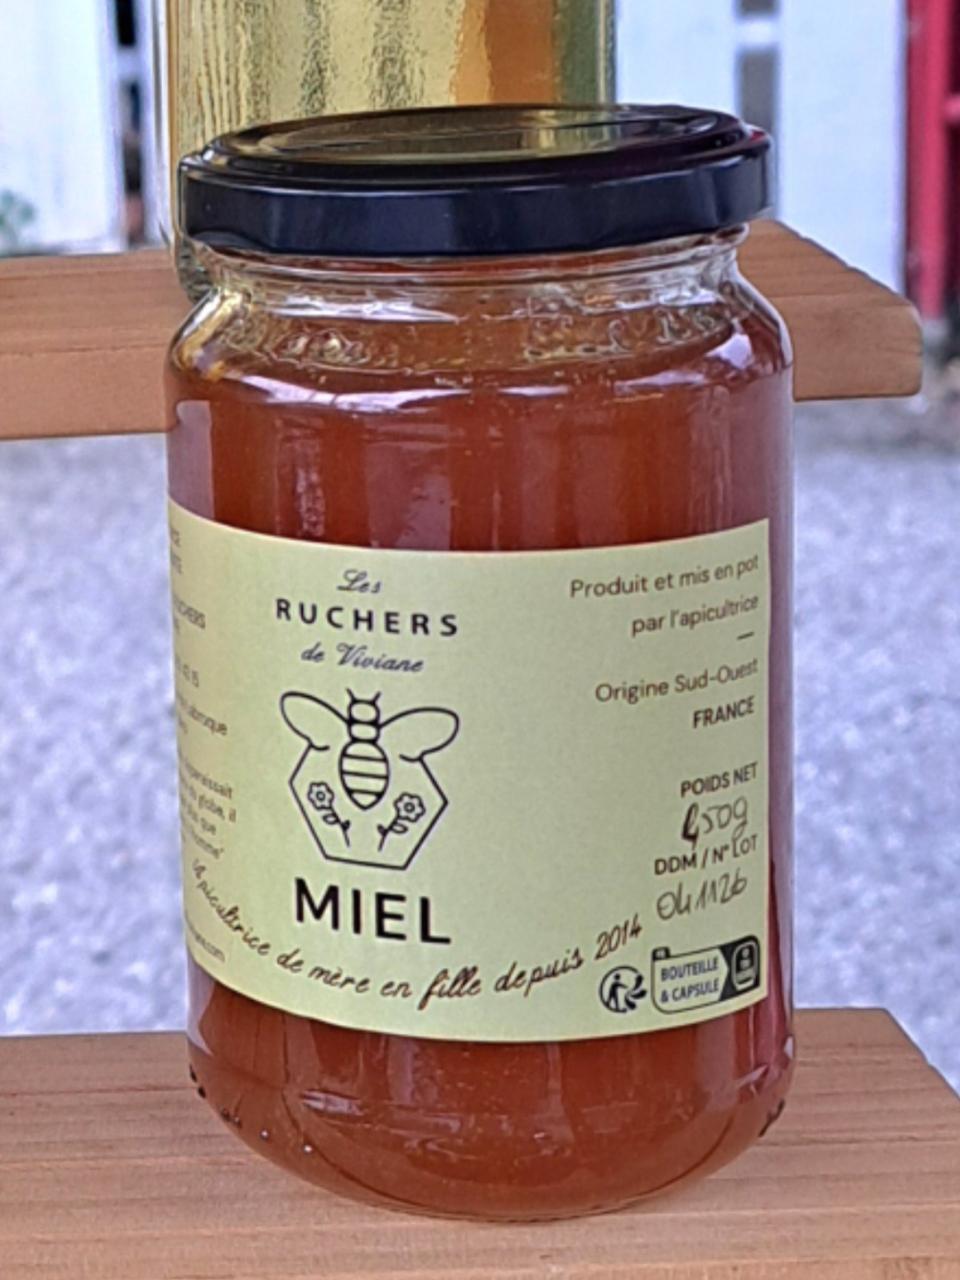 Les
RUCHERS
de Viviane
MIEL
Apicultrice de mère en fille depuis 2014
Produit et mis en pot
par l'apicultrice
—
Origine Sud-Ouest
FRANCE
POIDS NET
450g
DDM / N° LOT
041126
BOUTEILLE
& CAPSULE